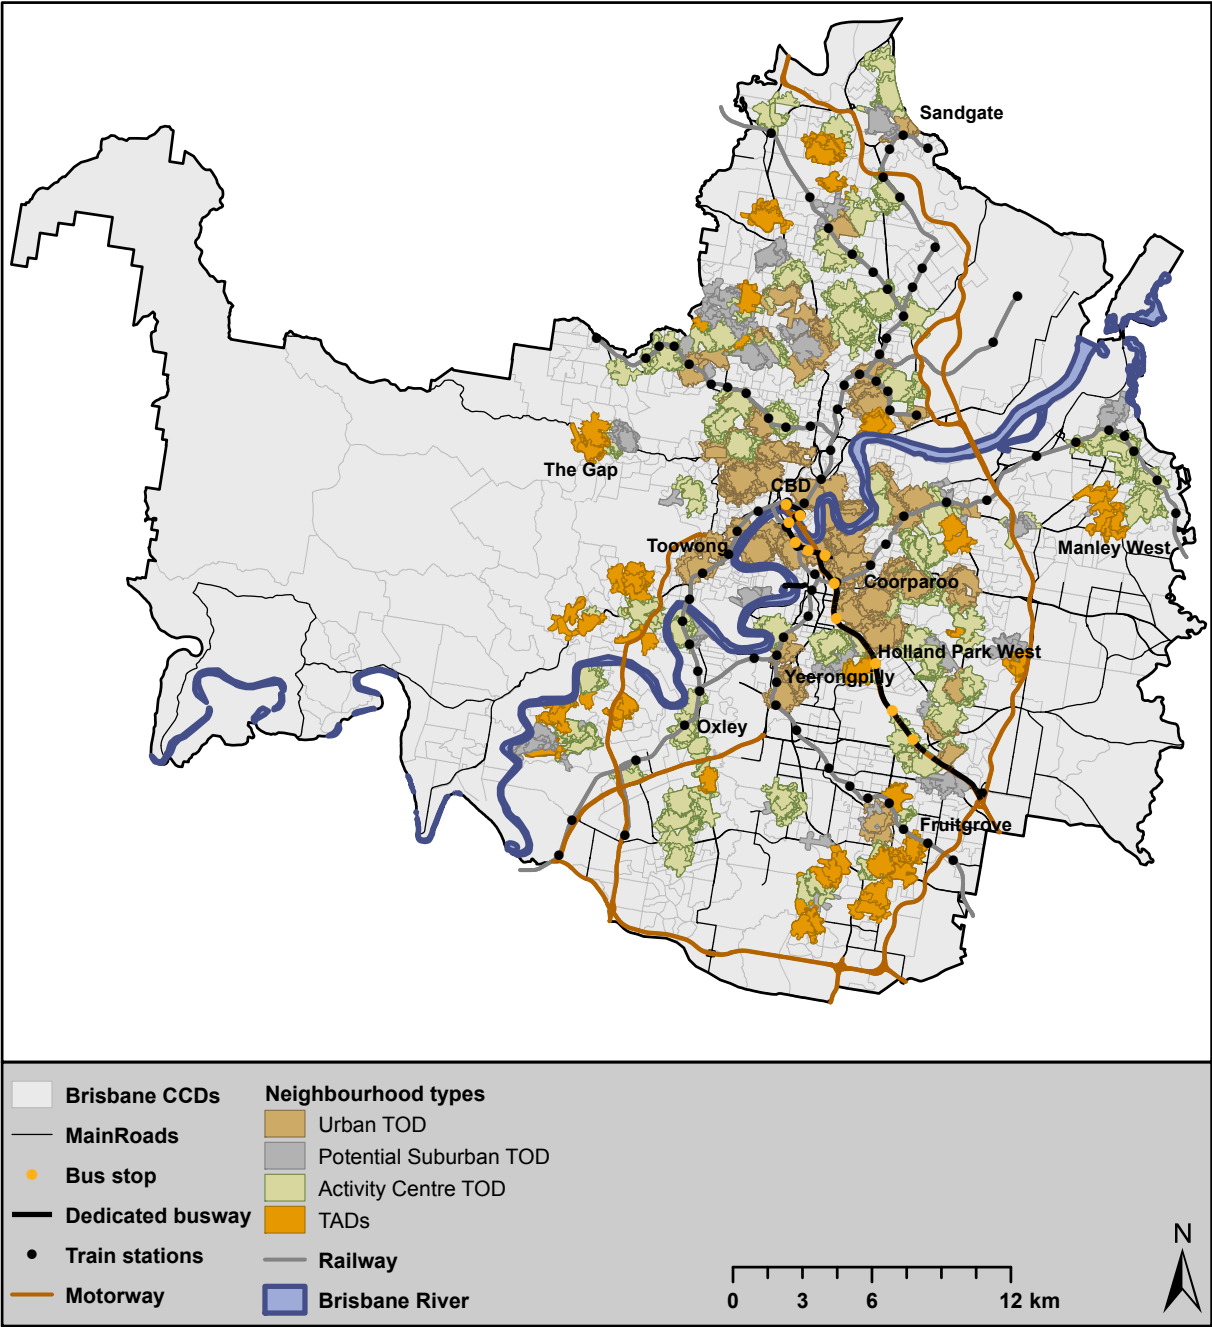 Sandgate
The Gap
CBD
Toowong
Manley West
Coorparoo
Holland Park West
Yeerongpilly
Oxley
Fruitgrove
Brisbane CCDs
MainRoads
Bus stop
Dedicated busway
Train stations
Motorway
Neighbourhood types
Urban TOD
Potential Suburban TOD
Activity Centre TOD
TADs
Railway
Brisbane River
0 3 6 12 km
N